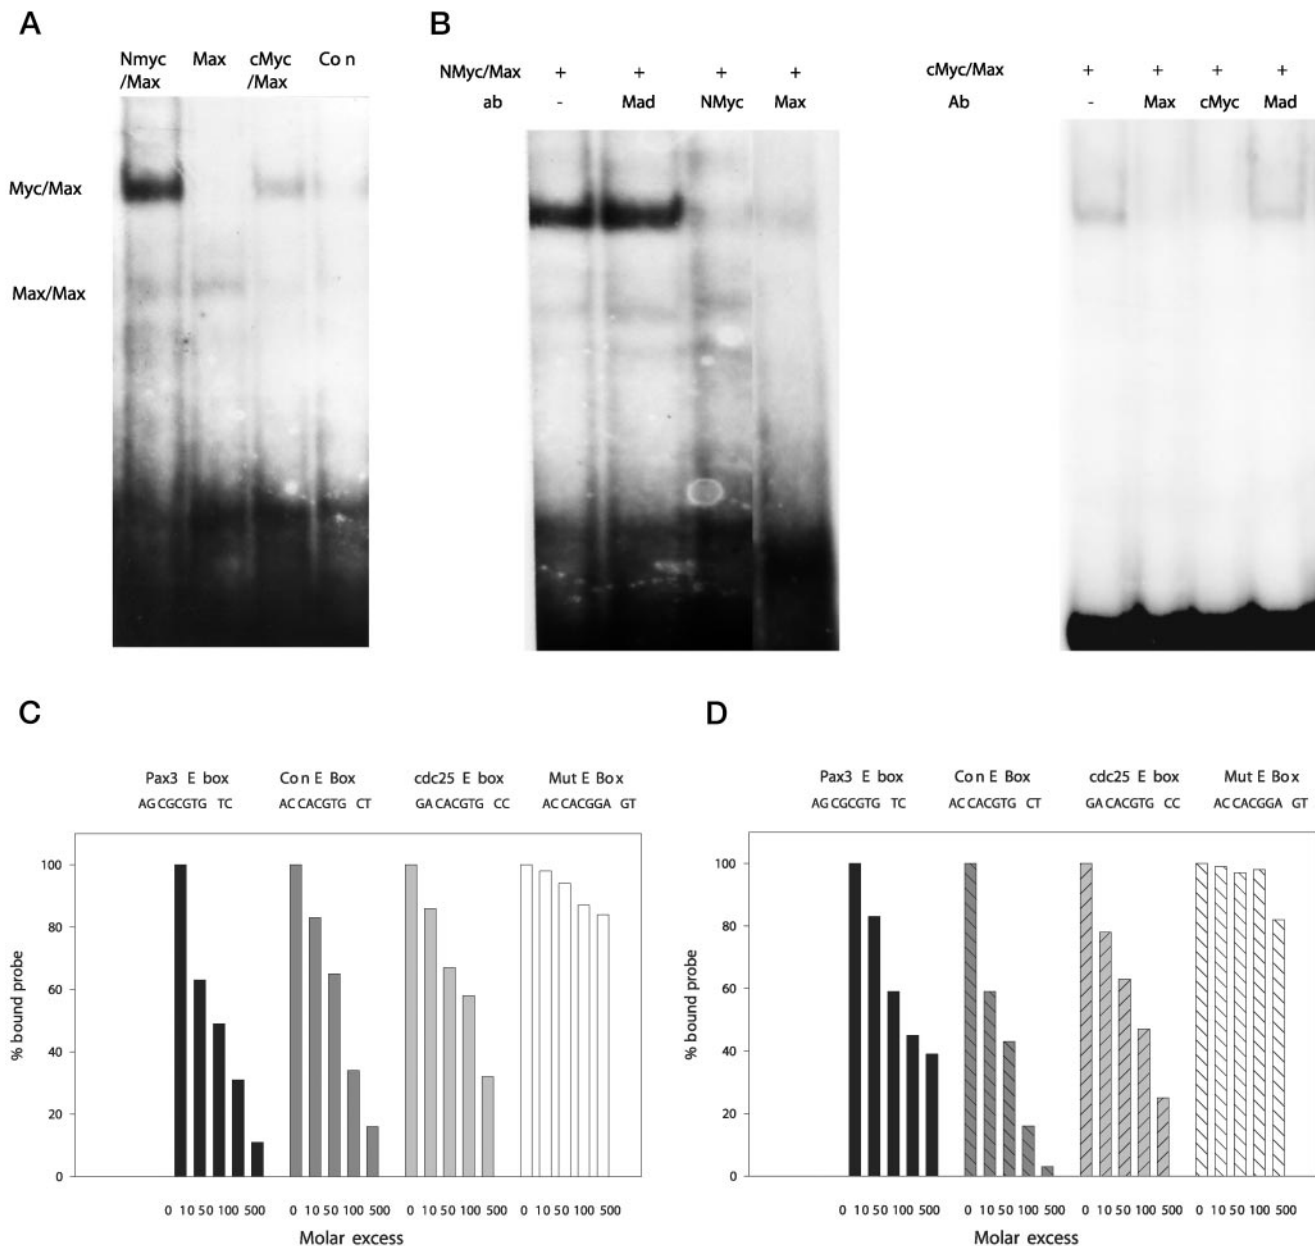 A
Nmyc Max cMyc Con
/Max /Max
Myc/Max
Max/Max
B
NMyc/Max + + + +
ab - Mad NMyc Max
cMyc/Max + + + +
Ab - Max cMyc Mad
C
Pax3 E box Con E Box cdc25 E box Mut E Box
AG CGCGTG TC AC CACGTG CT GA CACGTG CC AC CACGGA GT
100
80
60
40
20
0
% bound probe
0 10 50 100 500 0 10 50 100 500 0 10 50 100 500 0 10 50 100 500
Molar excess
D
Pax3 E box Con E Box cdc25 E box Mut E Box
AG CGCGTG TC AC CACGTG CT GA CACGTG CC AC CACGGA GT
100
80
60
40
20
0
% bound probe
0 10 50 100 500 0 10 50 100 500 0 10 50 100 500 0 10 50 100 500
Molar excess